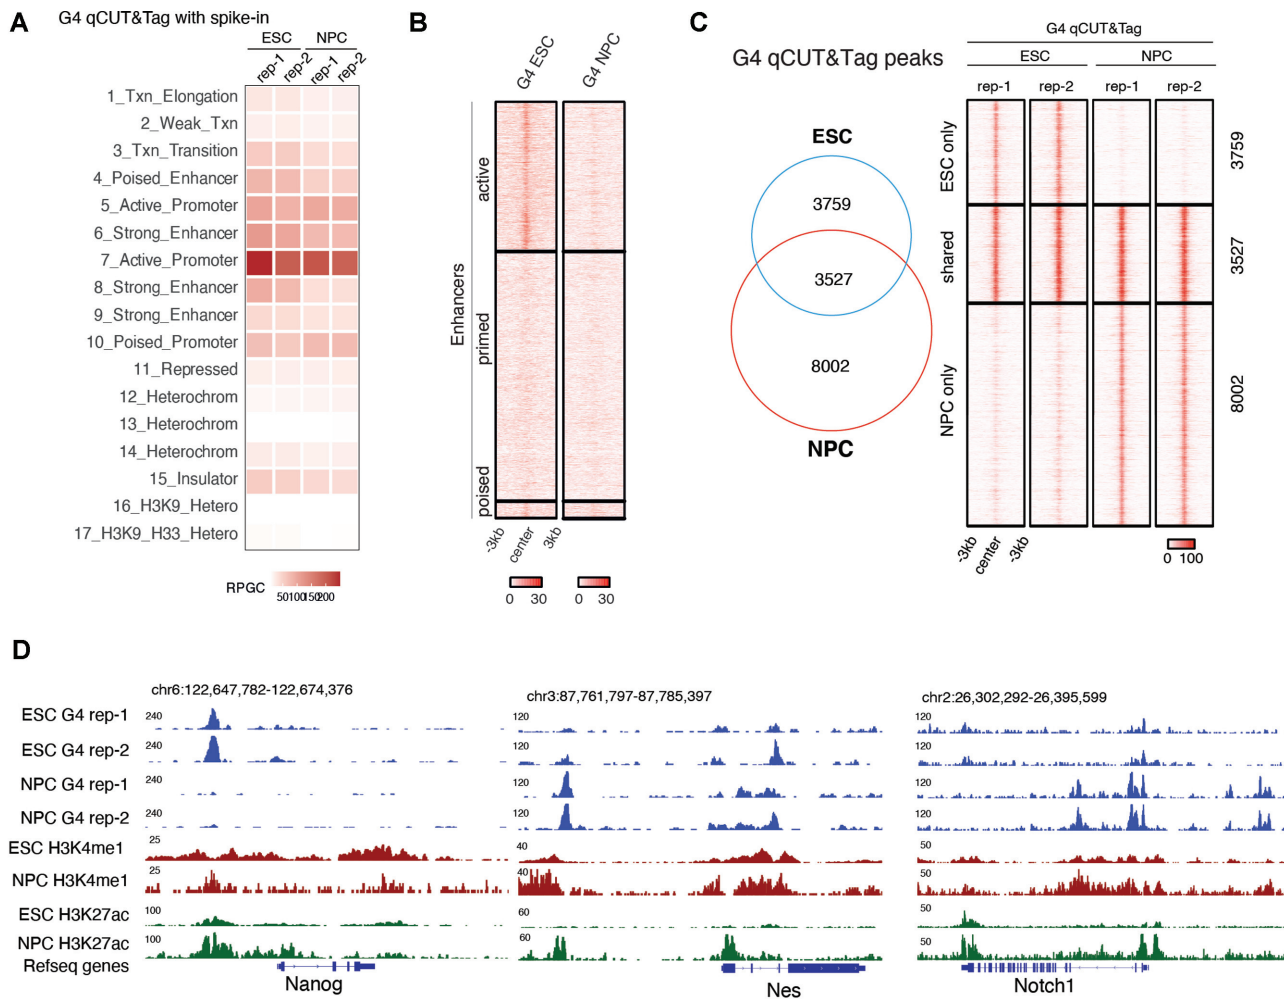 A
G4 qCUT&Tag with spike-in
ESC NPC
rep-1 rep-2 rep-1 rep-2
1_Txn_Elongation
2_Weak_Txn
3_Txn_Transition
4_Poised_Enhancer
5_Active_Promoter
6_Strong_Enhancer
7_Active_Promoter
8_Strong_Enhancer
9_Strong_Enhancer
10_Poised_Promoter
11_Repressed
12_Heterochrom
13_Heterochrom
14_Heterochrom
15_Insulator
16_H3K9_Hetero
17_H3K9_H33_Hetero
RPGC
50 100 150 200
B
G4 ESC G4 NPC
Enhancers
active
primed
poised
-3kb center 3kb
0 30 0 30
C
G4 qCUT&Tag peaks
ESC
3759
3527
8002
NPC
G4 qCUT&Tag
ESC NPC
rep-1 rep-2 rep-1 rep-2
ESC only 3759
shared 3527
NPC only 8002
-3kb center -3kb
0 100
D
chr6:122,647,782-122,674,376 chr3:87,761,797-87,785,397 chr2:26,302,292-26,395,599
ESC G4 rep-1 240 120 120
ESC G4 rep-2 240 120 120
NPC G4 rep-1 240 120 120
NPC G4 rep-2 240 120 120
ESC H3K4me1 25 40 50
NPC H3K4me1 25 40 50
ESC H3K27ac 100 60 50
NPC H3K27ac 100 60 50
Refseq genes
Nanog Nes Notch1